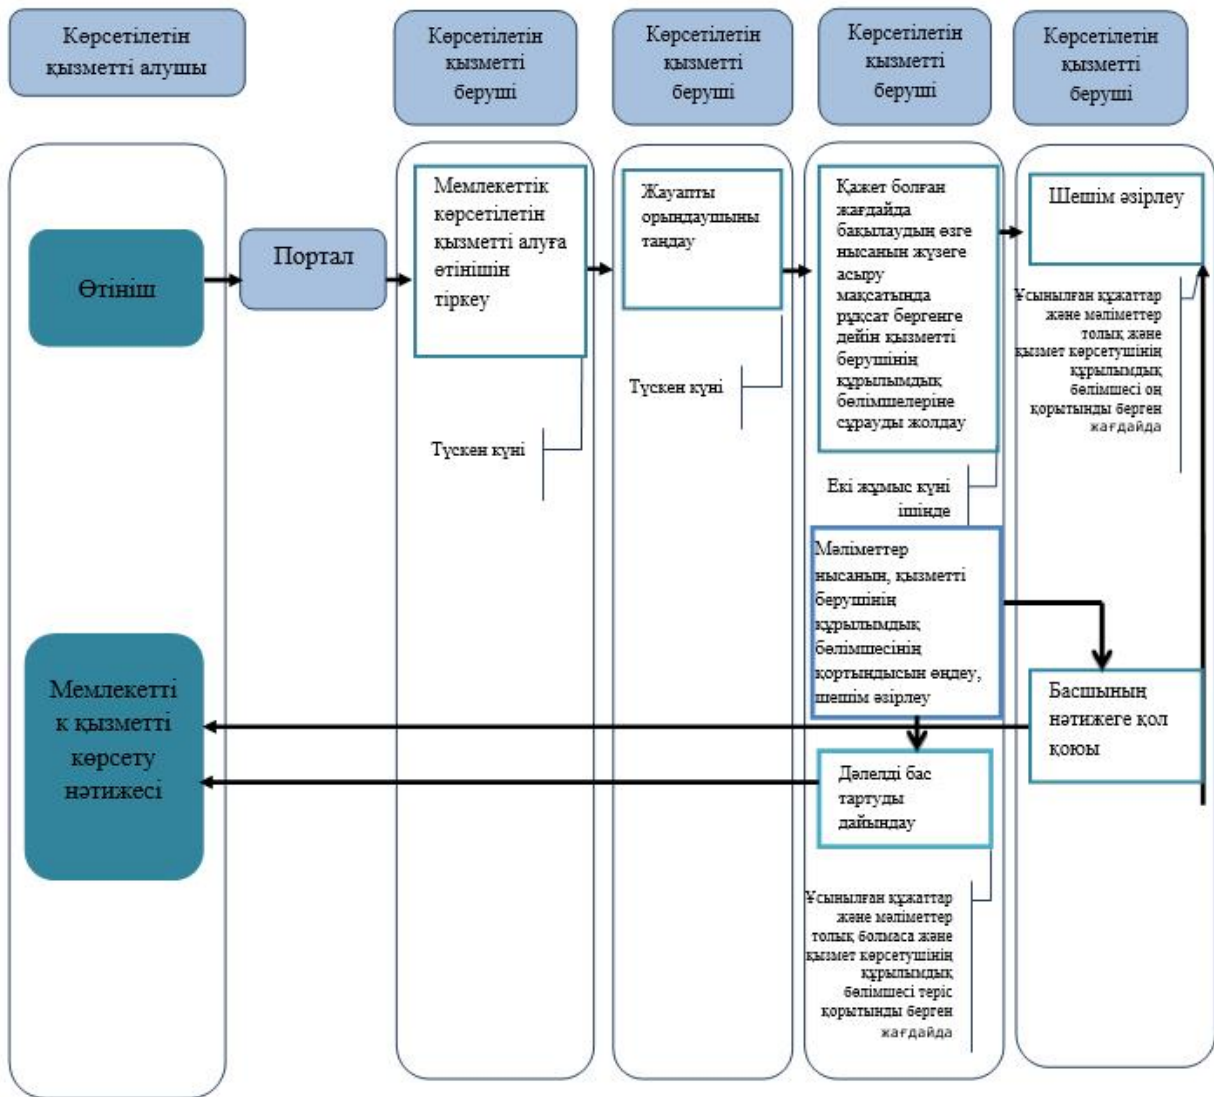 Көрсетілетін
қызметті алушы
Көрсетілетін
қызметті
беруші
Көрсетілетін
қызметті
беруші
Көрсетілетін
қызметті
беруші
Көрсетілетін
қызметті
беруші
Өтініш
Портал
Мемлекеттік
көрсетілетін
қызметті алуға
өтінішін
тіркеу
Түскен күні
Жауапты
орындаушыны
таңдау
Түскен күні
Қажет болған
жағдайда
бақылаудың өзге
нысанын жүзеге
асыру
мақсатында
рұқсат бергенге
дейін қызметті
берушінің
құрылымдық
бөлімшелеріне
сұрауды жолдау
Екі жұмыс күні
ішінде
Шешім әзірлеу
Ұсынылған құжаттар
және мәліметтер
толық және
қызмет көрсетушінің
құрылымдық
бөлімшесі оң
қорытынды берген
жағдайда
Мәліметтер
нысанын, қызметті
берушінің
құрылымдық
бөлімшесінің
қортындысын өңдеу,
шешім әзірлеу
Басшының
нәтижеге қол
қоюы
Мемлекетті
к қызметті
көрсету
нәтижесі
Дәлелді бас
тартуды
дайындау
Ұсынылған құжаттар
және мәліметтер
толық болмаса және
қызмет көрсетушінің
құрылымдық
бөлімшесі теріс
қорытынды берген
жағдайда